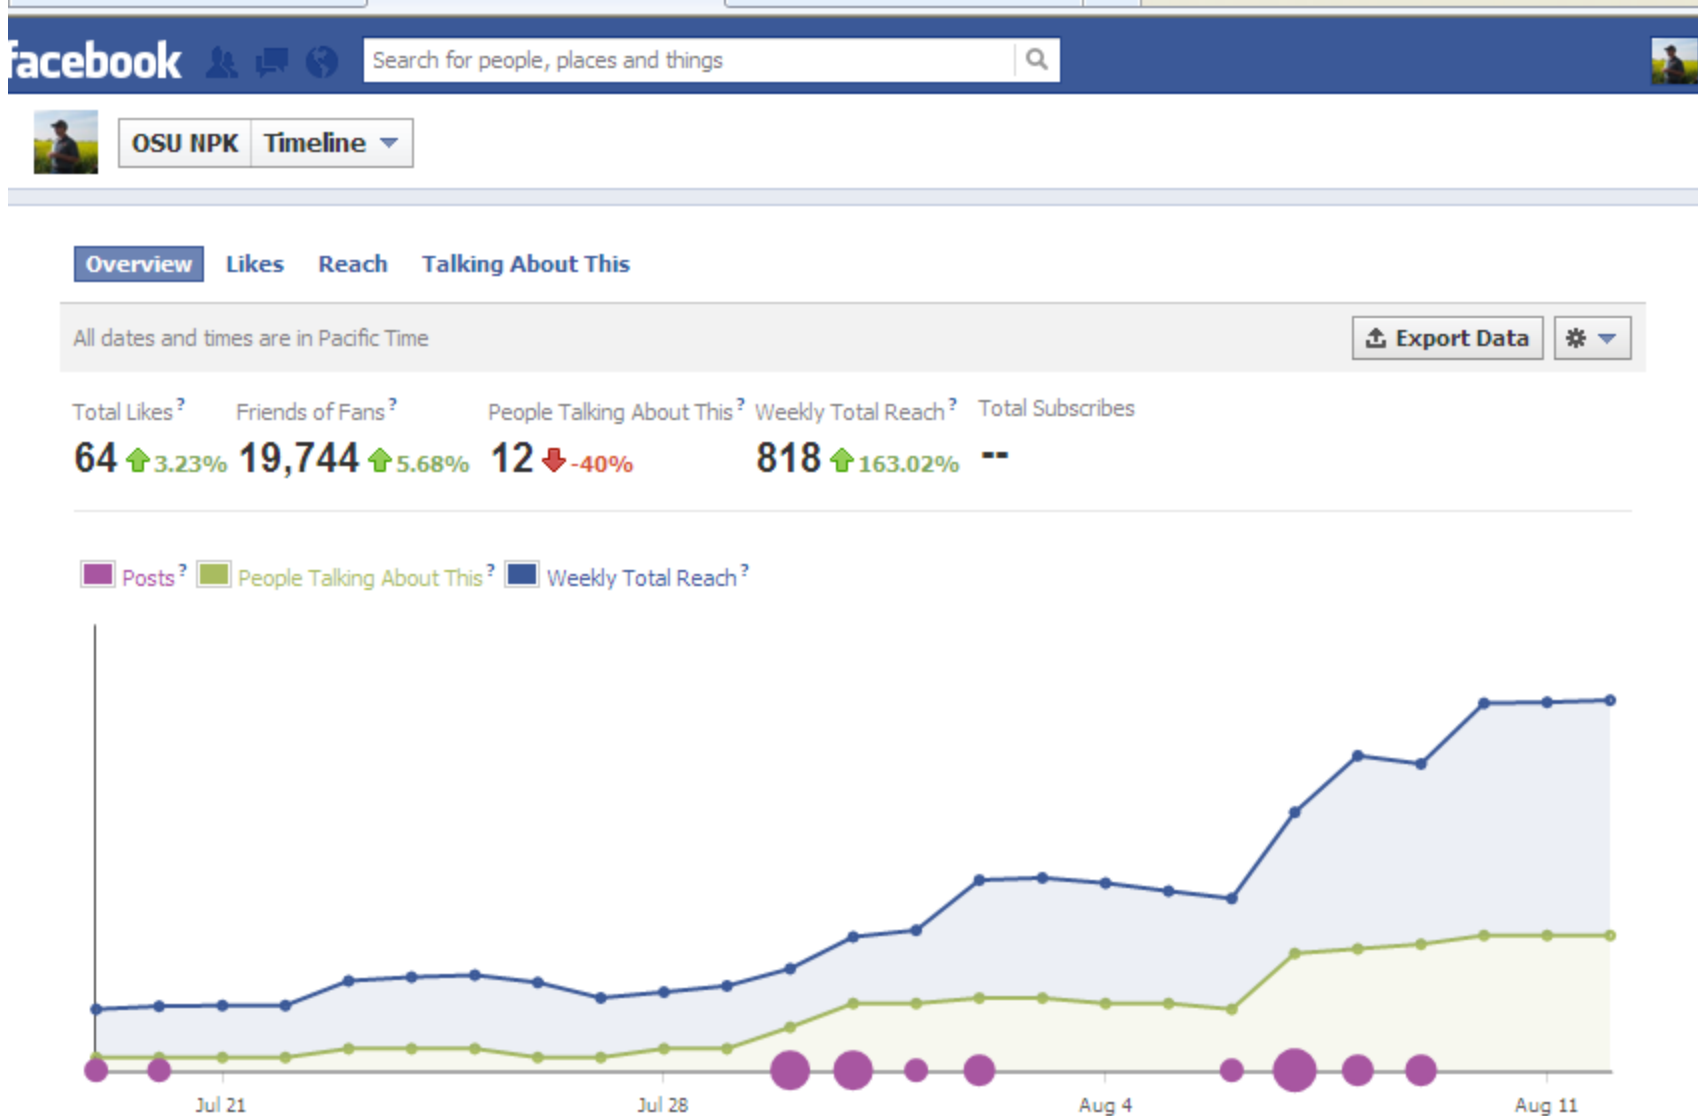 facebook
Search for people, places and things
OSU NPK Timeline
Overview Likes Reach Talking About This
All dates and times are in Pacific Time
Export Data
Total Likes? Friends of Fans? People Talking About This? Weekly Total Reach? Total Subscribes
64 3.23% 19,744 5.68% 12 -40% 818 163.02% --
Posts? People Talking About This? Weekly Total Reach?
Jul 21 Jul 28 Aug 4 Aug 11